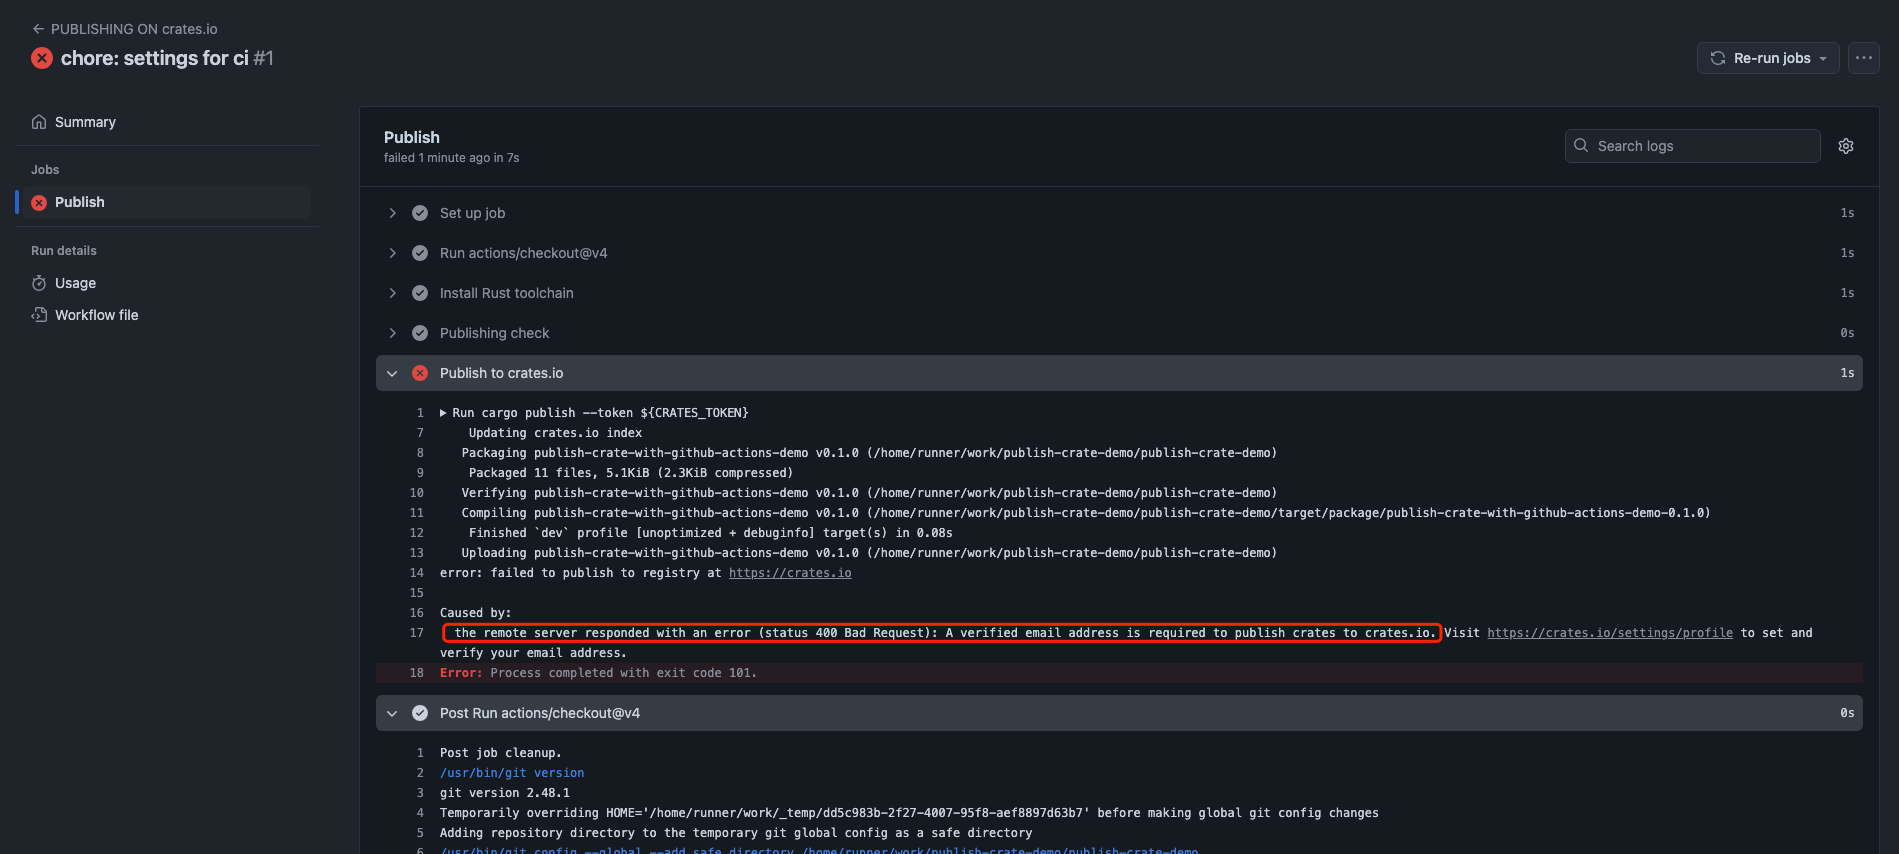 ← PUBLISHING ON crates.io
chore: settings for ci #1
Re-run jobs
Summary
Jobs
Publish
Run details
Usage
Workflow file
Publish
failed 1 minute ago in 7s
Search logs
Set up job 1s
Run actions/checkout@v4 1s
Install Rust toolchain 1s
Publishing check 0s
Publish to crates.io 1s
1 ▶ Run cargo publish --token ${CRATES_TOKEN}
7 Updating crates.io index
8 Packaging publish-crate-with-github-actions-demo v0.1.0 (/home/runner/work/publish-crate-demo/publish-crate-demo)
9 Packaged 11 files, 5.1KiB (2.3KiB compressed)
10 Verifying publish-crate-with-github-actions-demo v0.1.0 (/home/runner/work/publish-crate-demo/publish-crate-demo)
11 Compiling publish-crate-with-github-actions-demo v0.1.0 (/home/runner/work/publish-crate-demo/publish-crate-demo/target/package/publish-crate-with-github-actions-demo-0.1.0)
12 Finished `dev` profile [unoptimized + debuginfo] target(s) in 0.08s
13 Uploading publish-crate-with-github-actions-demo v0.1.0 (/home/runner/work/publish-crate-demo/publish-crate-demo)
14 error: failed to publish to registry at https://crates.io
15
16 Caused by:
17 the remote server responded with an error (status 400 Bad Request): A verified email address is required to publish crates to crates.io. Visit https://crates.io/settings/profile to set and
verify your email address.
18 Error: Process completed with exit code 101.
Post Run actions/checkout@v4 0s
1 Post job cleanup.
2 /usr/bin/git version
3 git version 2.48.1
4 Temporarily overriding HOME='/home/runner/work/_temp/dd5c983b-2f27-4007-95f8-aef8897d63b7' before making global git config changes
5 Adding repository directory to the temporary git global config as a safe directory
6 /usr/bin/git config --global --add safe.directory /home/runner/work/publish-crate-demo/publish-crate-demo